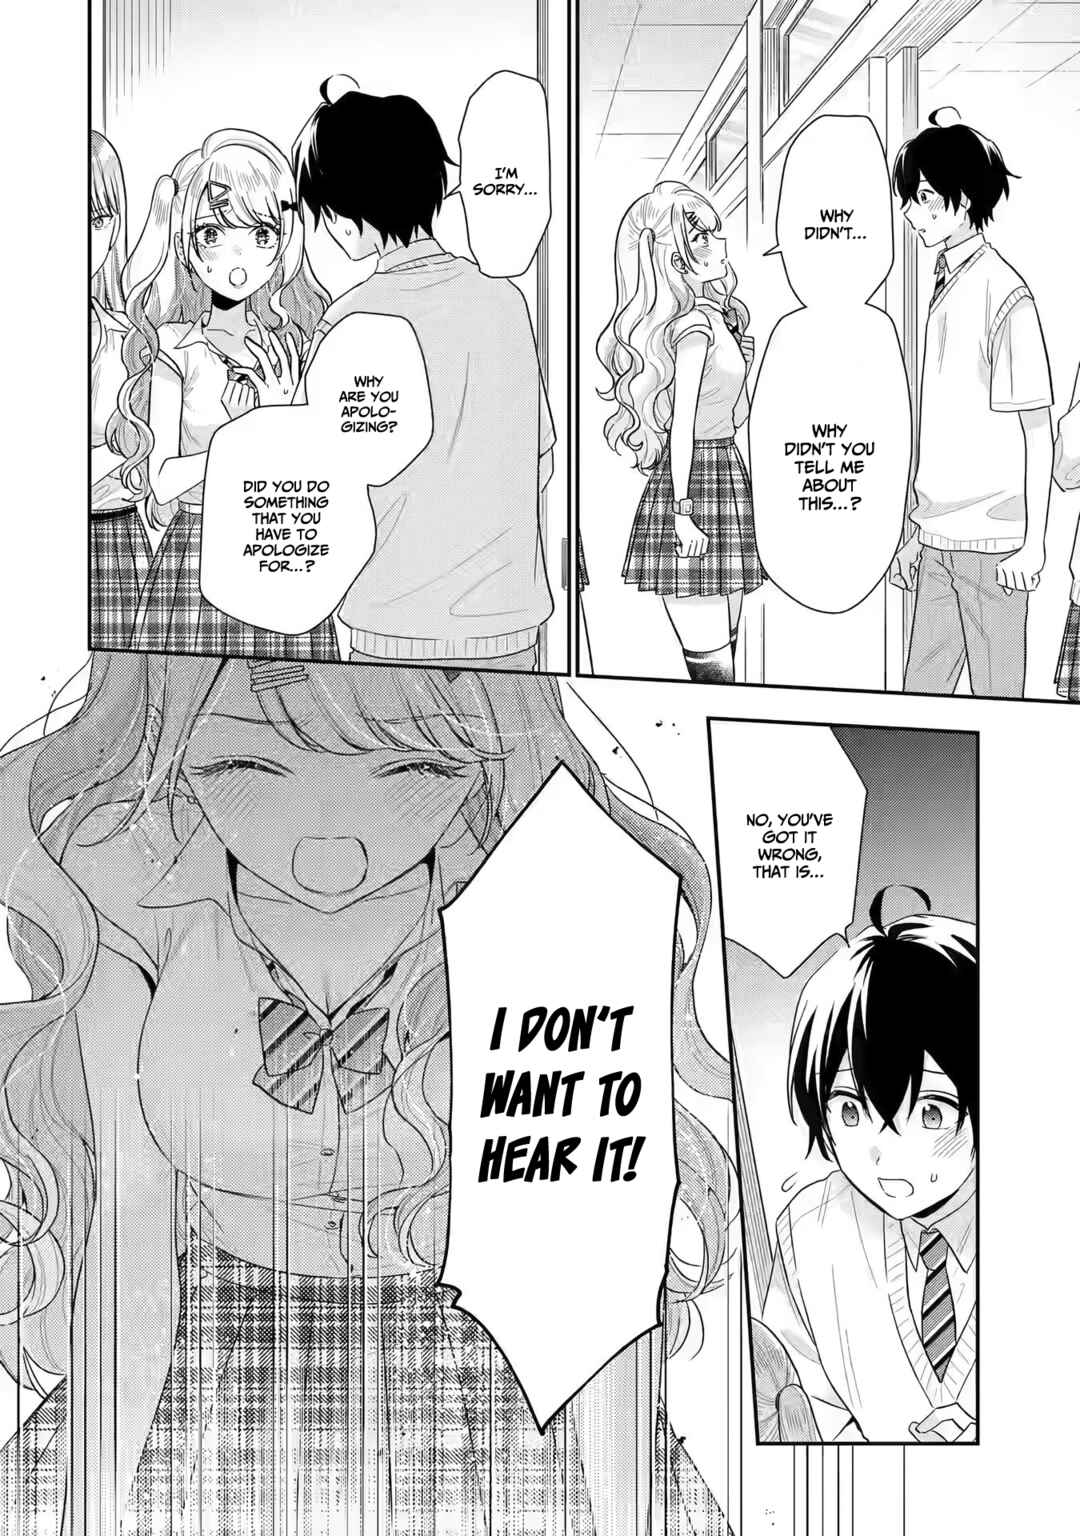 WHY
DIDN'T...
WHY
DIDN'T YOU
TELL ME
ABOUT
THIS...?
I'M
SORRY...
WHY
ARE YOU
APOLO-
GIZING?
DID YOU DO
SOMETHING
THAT YOU
HAVE TO
APOLOGIZE
FOR...?
NO, YOU'VE
GOT IT
WRONG,
THAT IS...
I DON'T
WANT TO
HEAR IT!